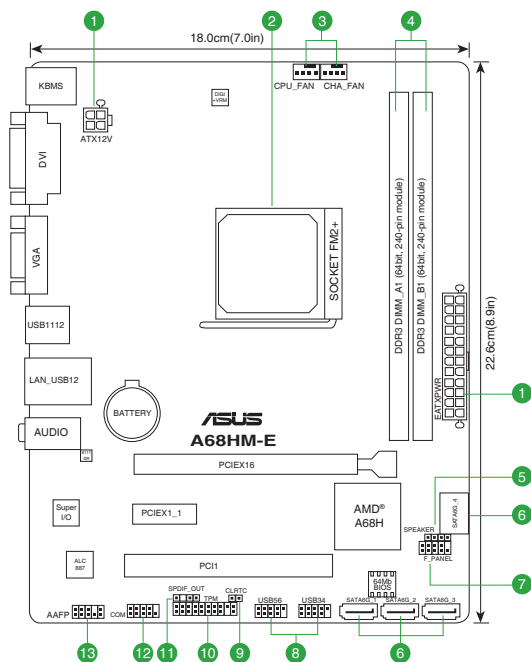 18.0cm(7.0in)
1
2
3
4
KBMS
CPU_FAN
CHA_FAN
DIGI
+VRM
ATX12V
DVI
VGA
SOCKET FM2+
DDR3 DIMM_A1 (64bit, 240-pin module)
DDR3 DIMM_B1 (64bit, 240-pin module)
22.6cm(8.9in)
USB1112
EATXPWR
1
LAN_USB12
BATTERY
ASUS
A68HM-E
AUDIO
PCIEX16
Super
I/O
PCIEX1_1
AMD®
A68H
SATA6G_4
5
6
SPEAKER
F_PANEL
7
ALC
887
PCI1
64Mb
BIOS
SPDIF_OUT
CLRTC
TPM
AAFP
COM
USB56
USB34
SATA6G_1
SATA6G_2
SATA6G_3
13
12
11
10
9
8
6